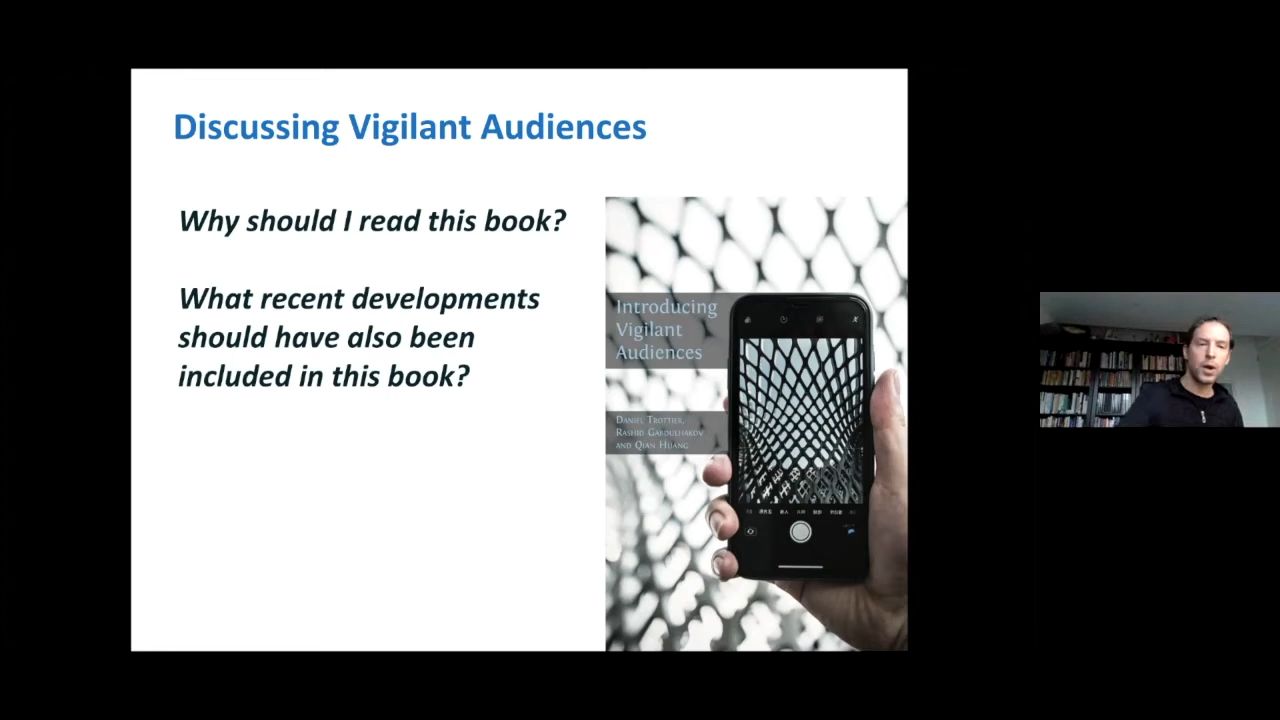 Discussing Vigilant Audiences
Why should I read this book?
What recent developments
should have also been
included in this book?
Introducing
Vigilant
Audiences
Daniel Trottier,
Rashid Gabdulhakov
and Qian Huang